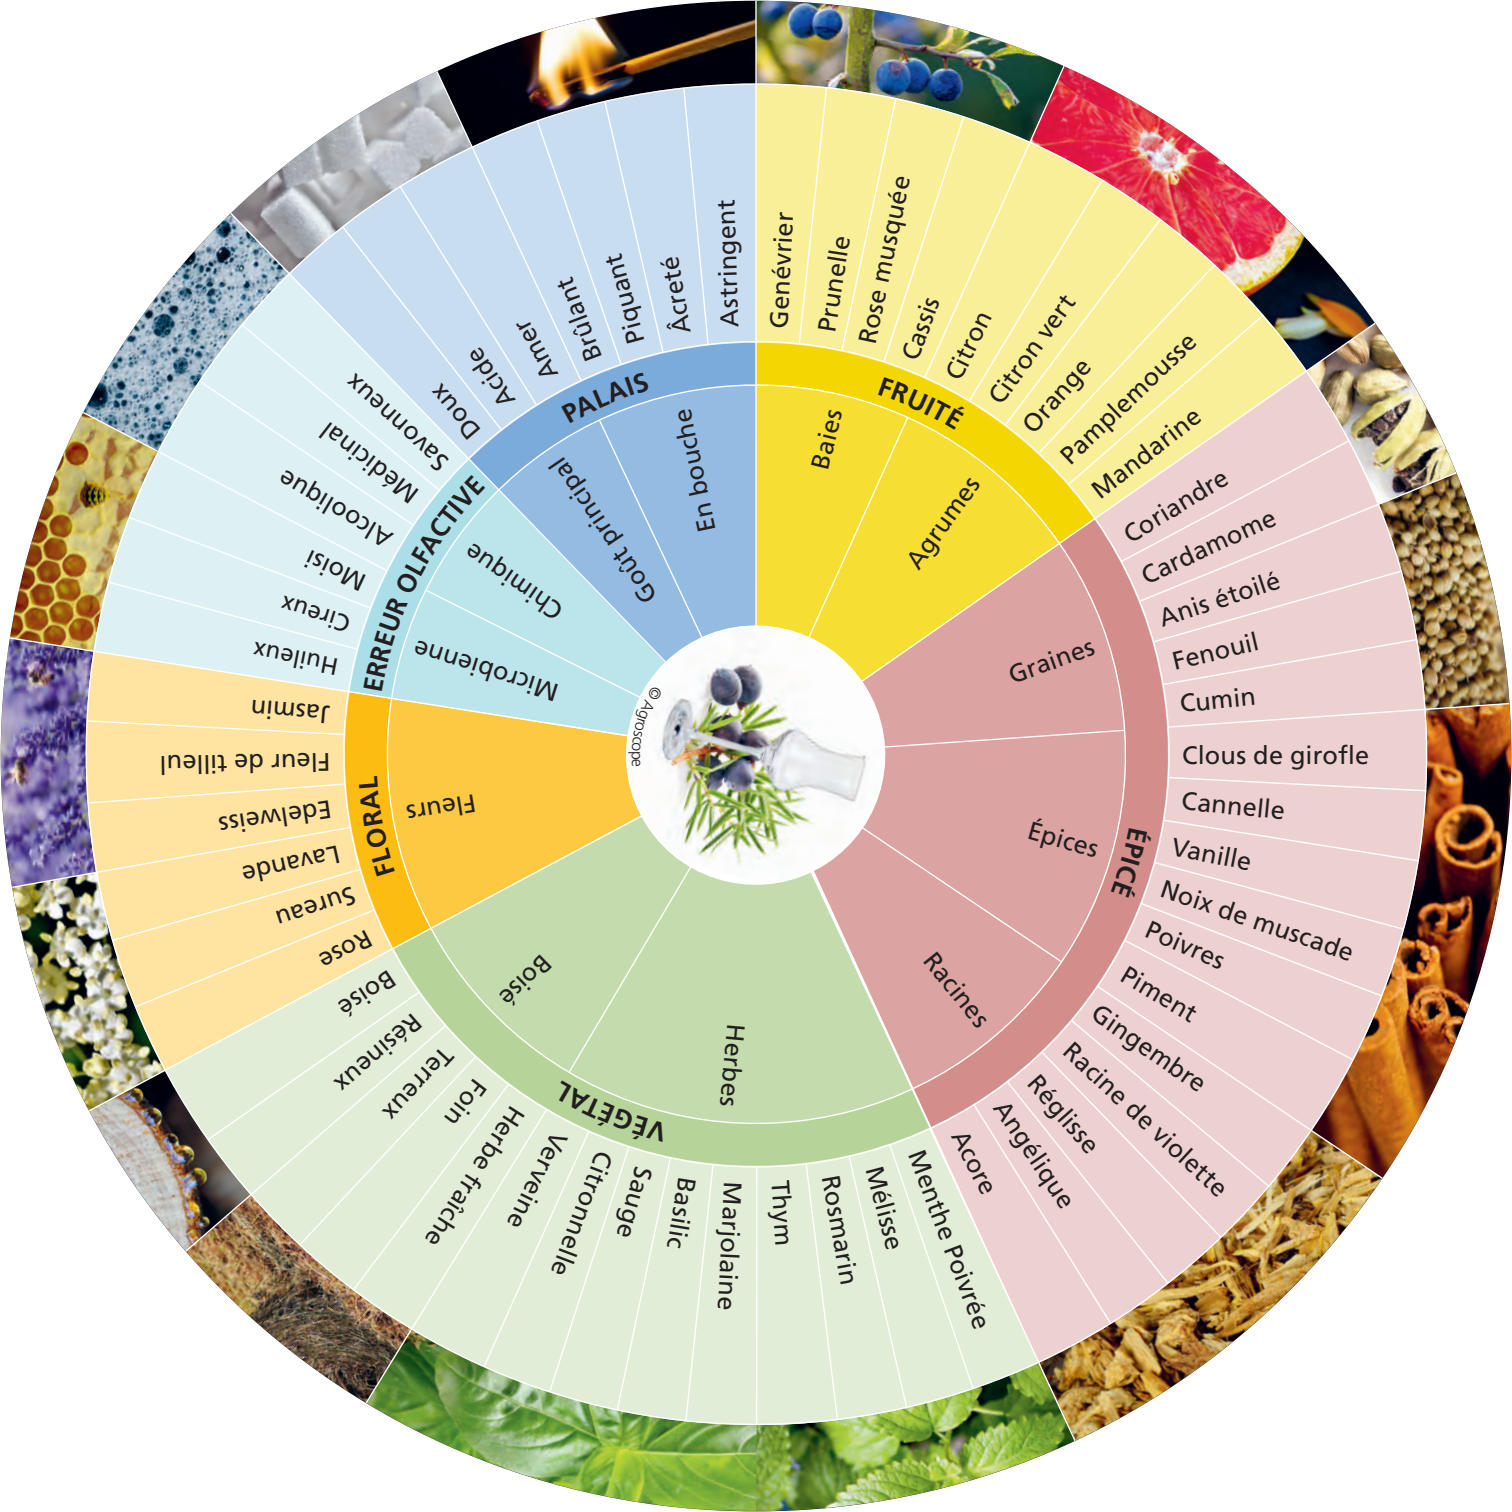 FRUITÉ
Baies
Genévrier
Prunelle
Rose musquée
Cassis
Agrumes
Citron
Citron vert
Orange
Pamplemousse
Mandarine
ÉPICÉ
Graines
Coriandre
Cardamome
Anis étoilé
Fenouil
Cumin
Épices
Clous de girofle
Cannelle
Vanille
Noix de muscade
Poivres
Piment
Racines
Gingembre
Racine de violette
Réglisse
Angélique
Acore
VÉGÉTAL
Herbes
Menthe Poivrée
Mélisse
Rosmarin
Thym
Marjolaine
Basilic
Sauge
Citronnelle
Verveine
Herbe fraîche
Boisé
Foin
Terreux
Résineux
Boisé
FLORAL
Fleurs
Rose
Sureau
Lavande
Edelweiss
Fleur de tilleul
Jasmin
ERREUR OLFACTIVE
Microbienne
Huileux
Cireux
Moisi
Chimique
Alcoolique
Médicinal
Savonneux
PALAIS
Goût principal
Doux
Acide
Amer
En bouche
Brûlant
Piquant
Âcreté
Astringent
© Agroscope